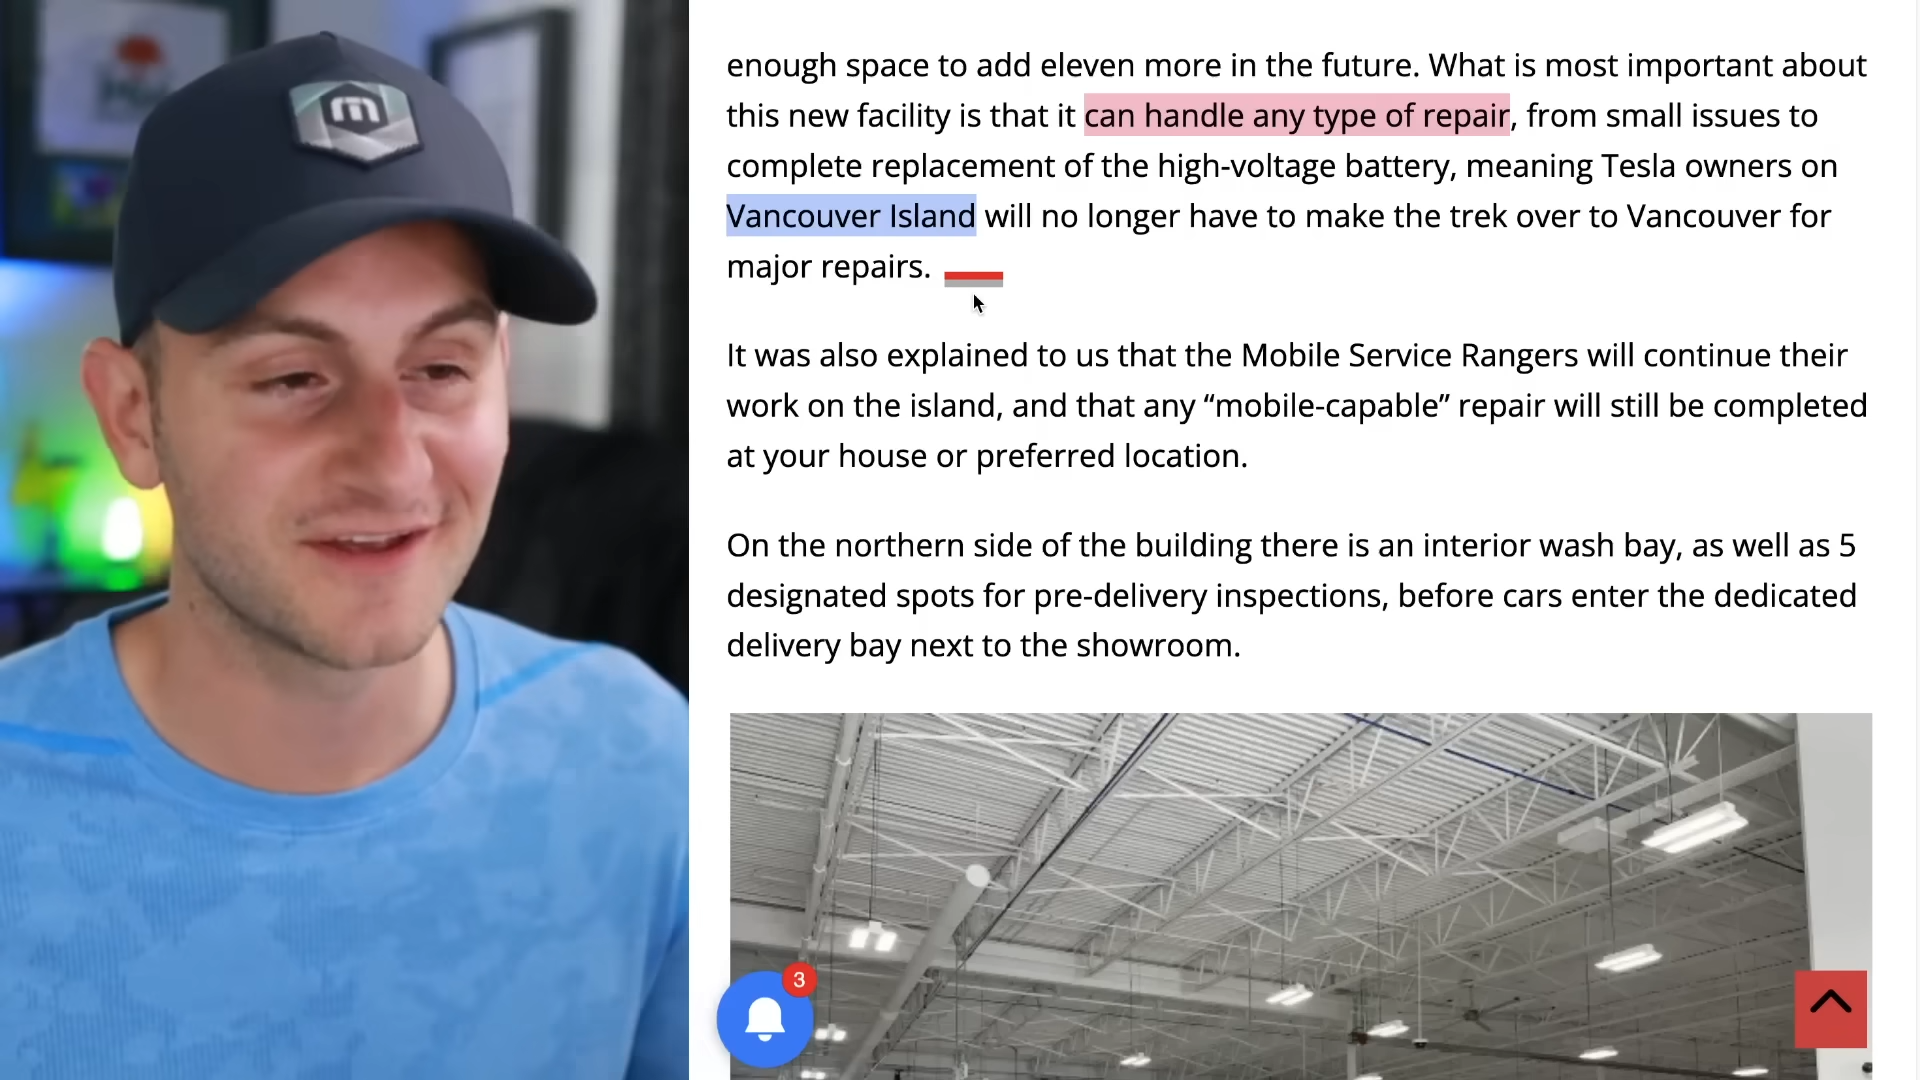 enough space to add eleven more in the future. What is most important about
this new facility is that it can handle any type of repair, from small issues to
complete replacement of the high-voltage battery, meaning Tesla owners on
Vancouver Island will no longer have to make the trek over to Vancouver for
major repairs.
It was also explained to us that the Mobile Service Rangers will continue their
work on the island, and that any “mobile-capable” repair will still be completed
at your house or preferred location.
On the northern side of the building there is an interior wash bay, as well as 5
designated spots for pre-delivery inspections, before cars enter the dedicated
delivery bay next to the showroom.
3
m